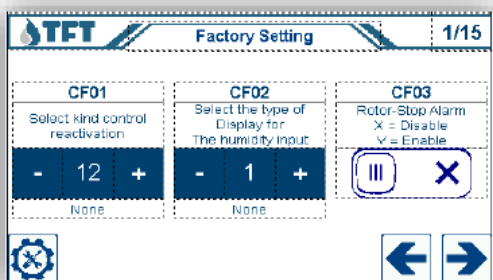 TFT
Factory Setting
1/15
CF01
Select kind control
reactivation
- 12 +
None
CF02
Select the type of
Display for
The humidity input
- 1 +
None
CF03
Rotor-Stop Alarm
X = Disable
V = Enable